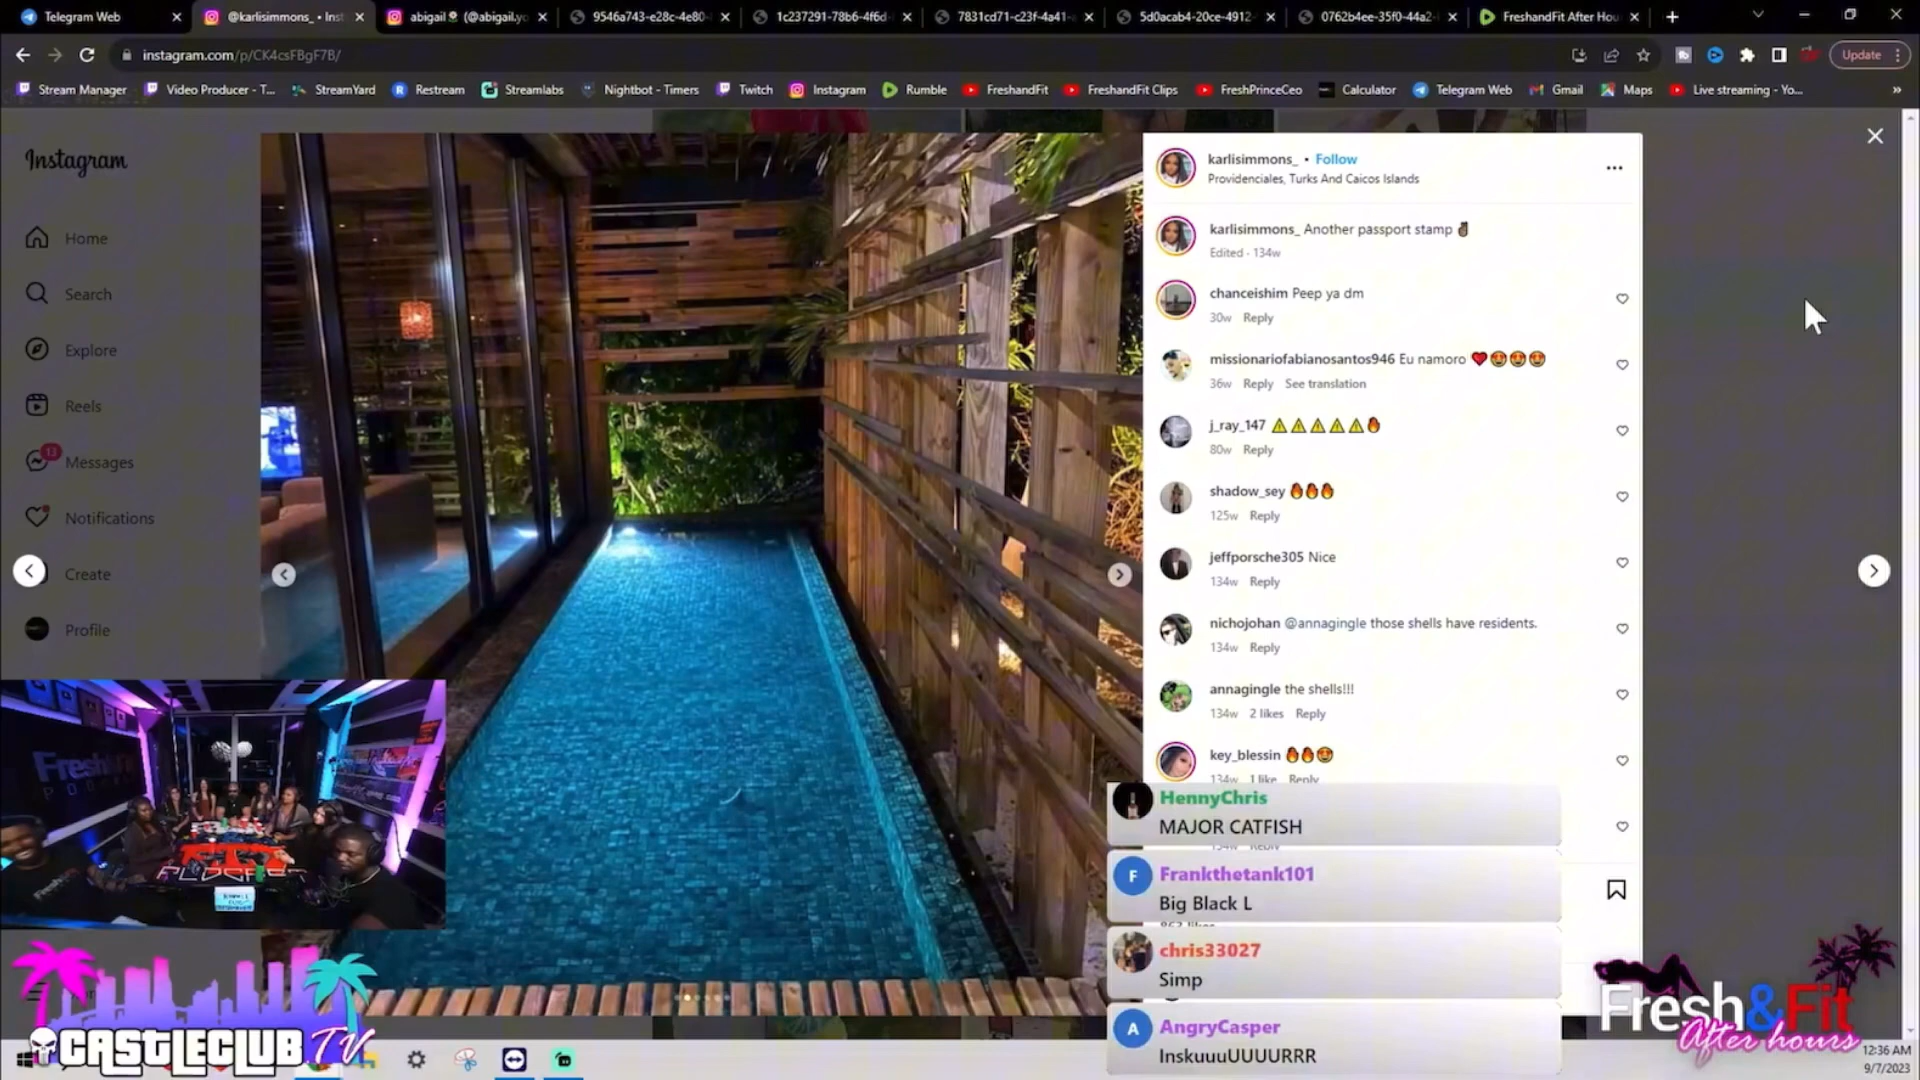 Telegram Web
@karlisimmons_ • Inst
abigail (@abigail.yo
9546a743-e28c-4e80-
1c237291-78b6-4f6d-
7831cd71-c23f-4a41-
5d0acab4-20ce-4912-
0762b4ee-35f0-44a2-
FreshandFit After Hou
instagram.com/p/CK4csFBgF7B/
Update
Stream Manager
Video Producer - T...
StreamYard
Restream
Streamlabs
Nightbot - Timers
Twitch
Instagram
Rumble
FreshandFit
FreshandFit Clips
FreshPrinceCeo
Calculator
Telegram Web
Gmail
Maps
Live streaming - Yo...
Instagram
Home
Search
Explore
Reels
13
Messages
Notifications
Create
Profile
karlisimmons_ • Follow
Providenciales, Turks And Caicos Islands
karlisimmons_ Another passport stamp
Edited · 134w
chanceishim Peep ya dm
30w Reply
missionariofabianosantos946 Eu namoro ❤😍😍😍
36w Reply See translation
j_ray_147 ⚠⚠⚠⚠⚠🔥
80w Reply
shadow_sey 🔥🔥🔥
125w Reply
jeffporsche305 Nice
134w Reply
nichojohan @annagingle those shells have residents.
134w Reply
annagingle the shells!!!
134w 2 likes Reply
key_blessin 🔥🔥😍
134w 1 like Reply
HennyChris
MAJOR CATFISH
Frankthetank101
F
Big Black L
chris33027
Simp
AngryCasper
A
InskuuuUUUURRR
CASTLECLUB.TV
Fresh&Fit
After hours
12:36 AM
9/7/2023